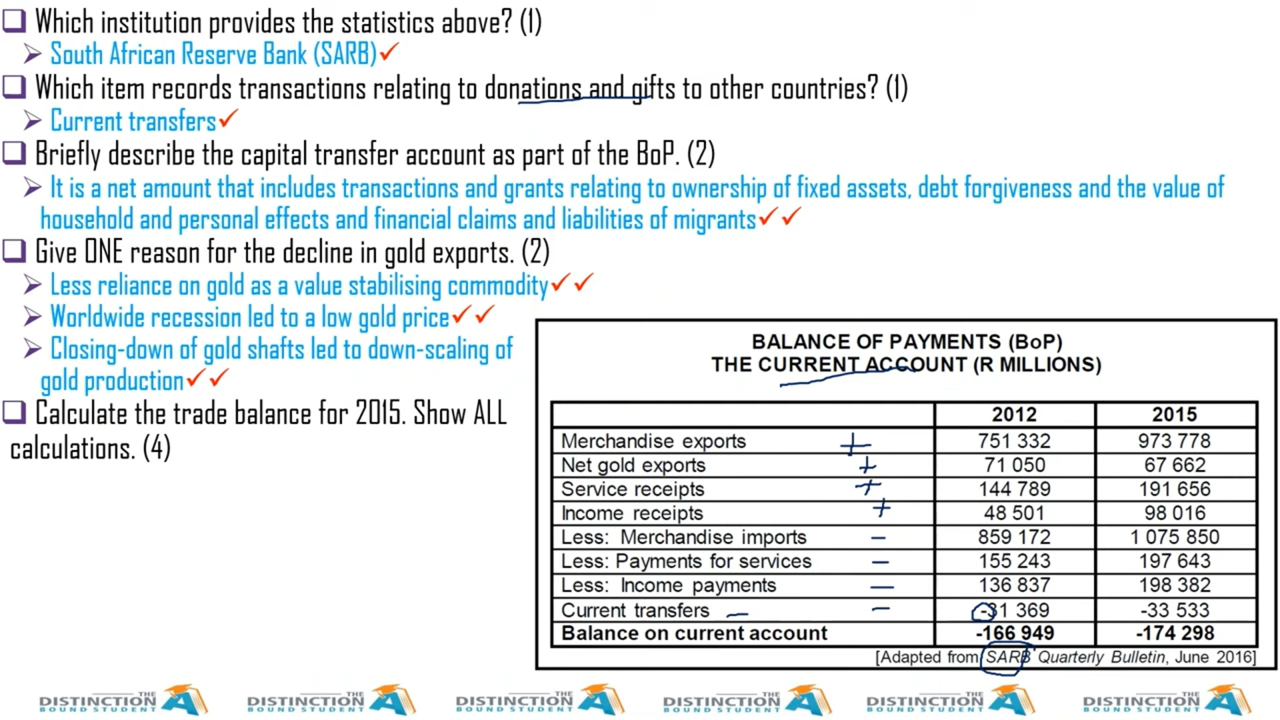 Which institution provides the statistics above? (1)
South African Reserve Bank (SARB)
Which item records transactions relating to donations and gifts to other countries? (1)
Current transfers
Briefly describe the capital transfer account as part of the BoP. (2)
It is a net amount that includes transactions and grants relating to ownership of fixed assets, debt forgiveness and the value of
household and personal effects and financial claims and liabilities of migrants
Give ONE reason for the decline in gold exports. (2)
Less reliance on gold as a value stabilising commodity
Worldwide recession led to a low gold price
Closing-down of gold shafts led to down-scaling of
gold production
Calculate the trade balance for 2015. Show ALL
calculations. (4)
BALANCE OF PAYMENTS (BoP)
THE CURRENT ACCOUNT (R MILLIONS)
2012 2015
Merchandise exports + 751 332 973 778
Net gold exports + 71 050 67 662
Service receipts + 144 789 191 656
Income receipts + 48 501 98 016
Less: Merchandise imports - 859 172 1 075 850
Less: Payments for services - 155 243 197 643
Less: Income payments - 136 837 198 382
Current transfers - - -31 369 -33 533
Balance on current account -166 949 -174 298
[Adapted from SARB Quarterly Bulletin, June 2016]
THE DISTINCTION BOUND STUDENT A THE DISTINCTION BOUND STUDENT A THE DISTINCTION BOUND STUDENT A THE DISTINCTION BOUND STUDENT A THE DISTINCTION BOUND STUDENT A THE DISTINCTION BOUND STUDENT A